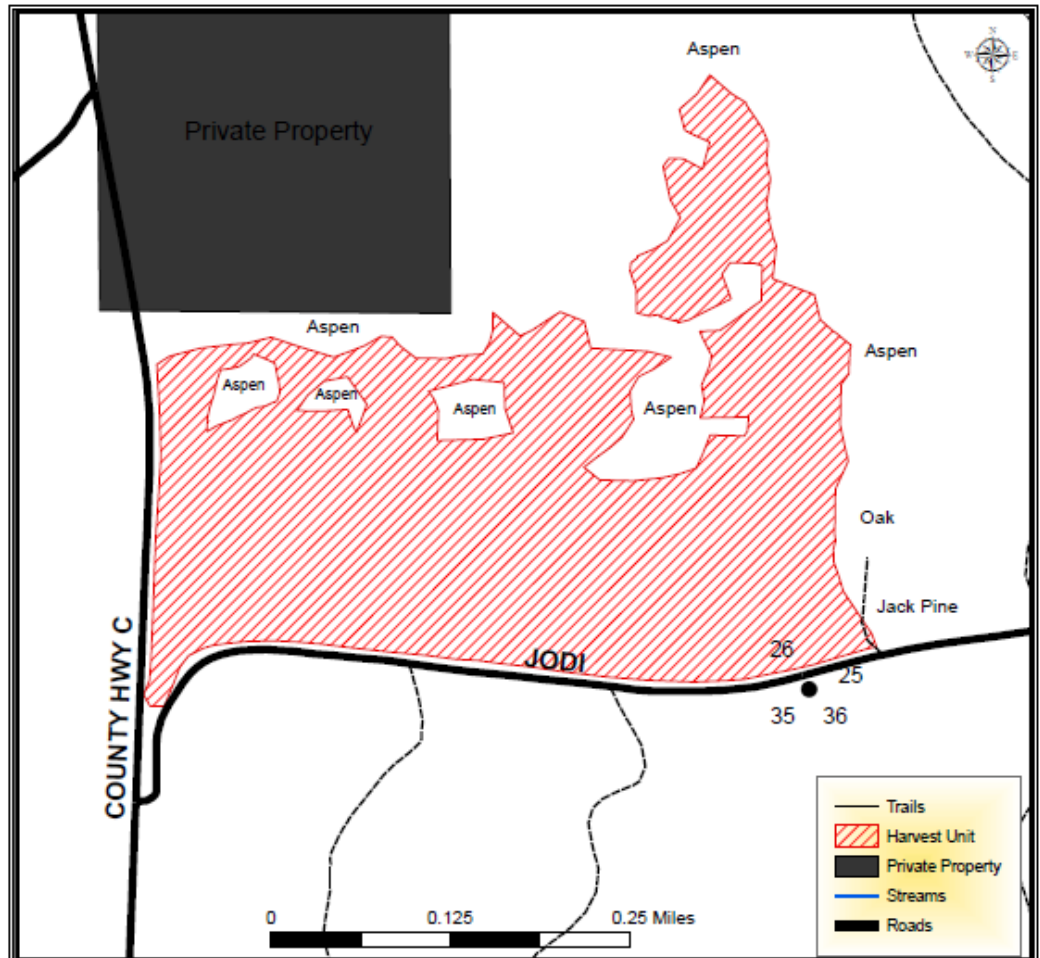 Aspen
N
W E
S
Private Property
Aspen
Aspen
Aspen
Aspen
Aspen
Aspen
Oak
Jack Pine
COUNTY HWY C
JODI
26
25
35 36
0 0.125 0.25 Miles
Trails
Harvest Unit
Private Property
Streams
Roads